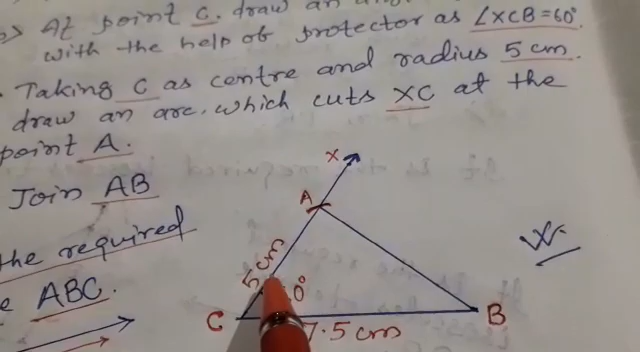 At point C. draw an
with the help of protector as ∠XCB=60°.
Taking C as centre and radius 5 cm.
draw an arc. which cuts XC at the
point A.
Join AB
the required
ABC.
X
A
5 cm
0°
C
7.5 cm
B